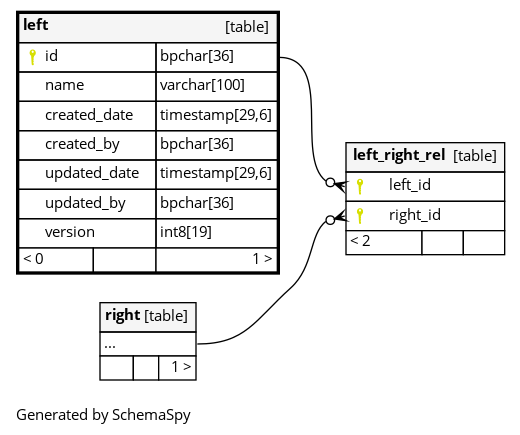 left [table]
id bpchar[36]
name varchar[100]
created_date timestamp[29,6]
created_by bpchar[36]
updated_date timestamp[29,6]
updated_by bpchar[36]
version int8[19]
< 0 1 >
left_right_rel [table]
left_id
right_id
< 2
right [table]
...
1 >
Generated by SchemaSpy